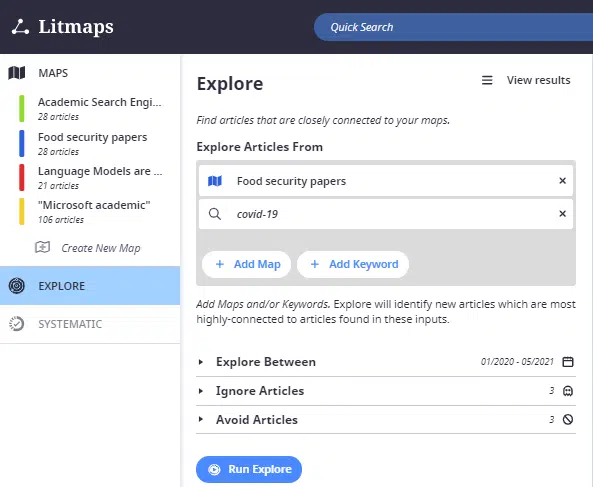 Litmaps
Quick Search
MAPS
Academic Search Engi...
28 articles
Food security papers
28 articles
Language Models are ...
21 articles
"Microsoft academic"
106 articles
Create New Map
EXPLORE
SYSTEMATIC
Explore
View results
Find articles that are closely connected to your maps.
Explore Articles From
Food security papers
covid-19
+ Add Map
+ Add Keyword
Add Maps and/or Keywords. Explore will identify new articles which are most
highly-connected to articles found in these inputs.
Explore Between 01/2020 - 05/2021
Ignore Articles 3
Avoid Articles 3
Run Explore